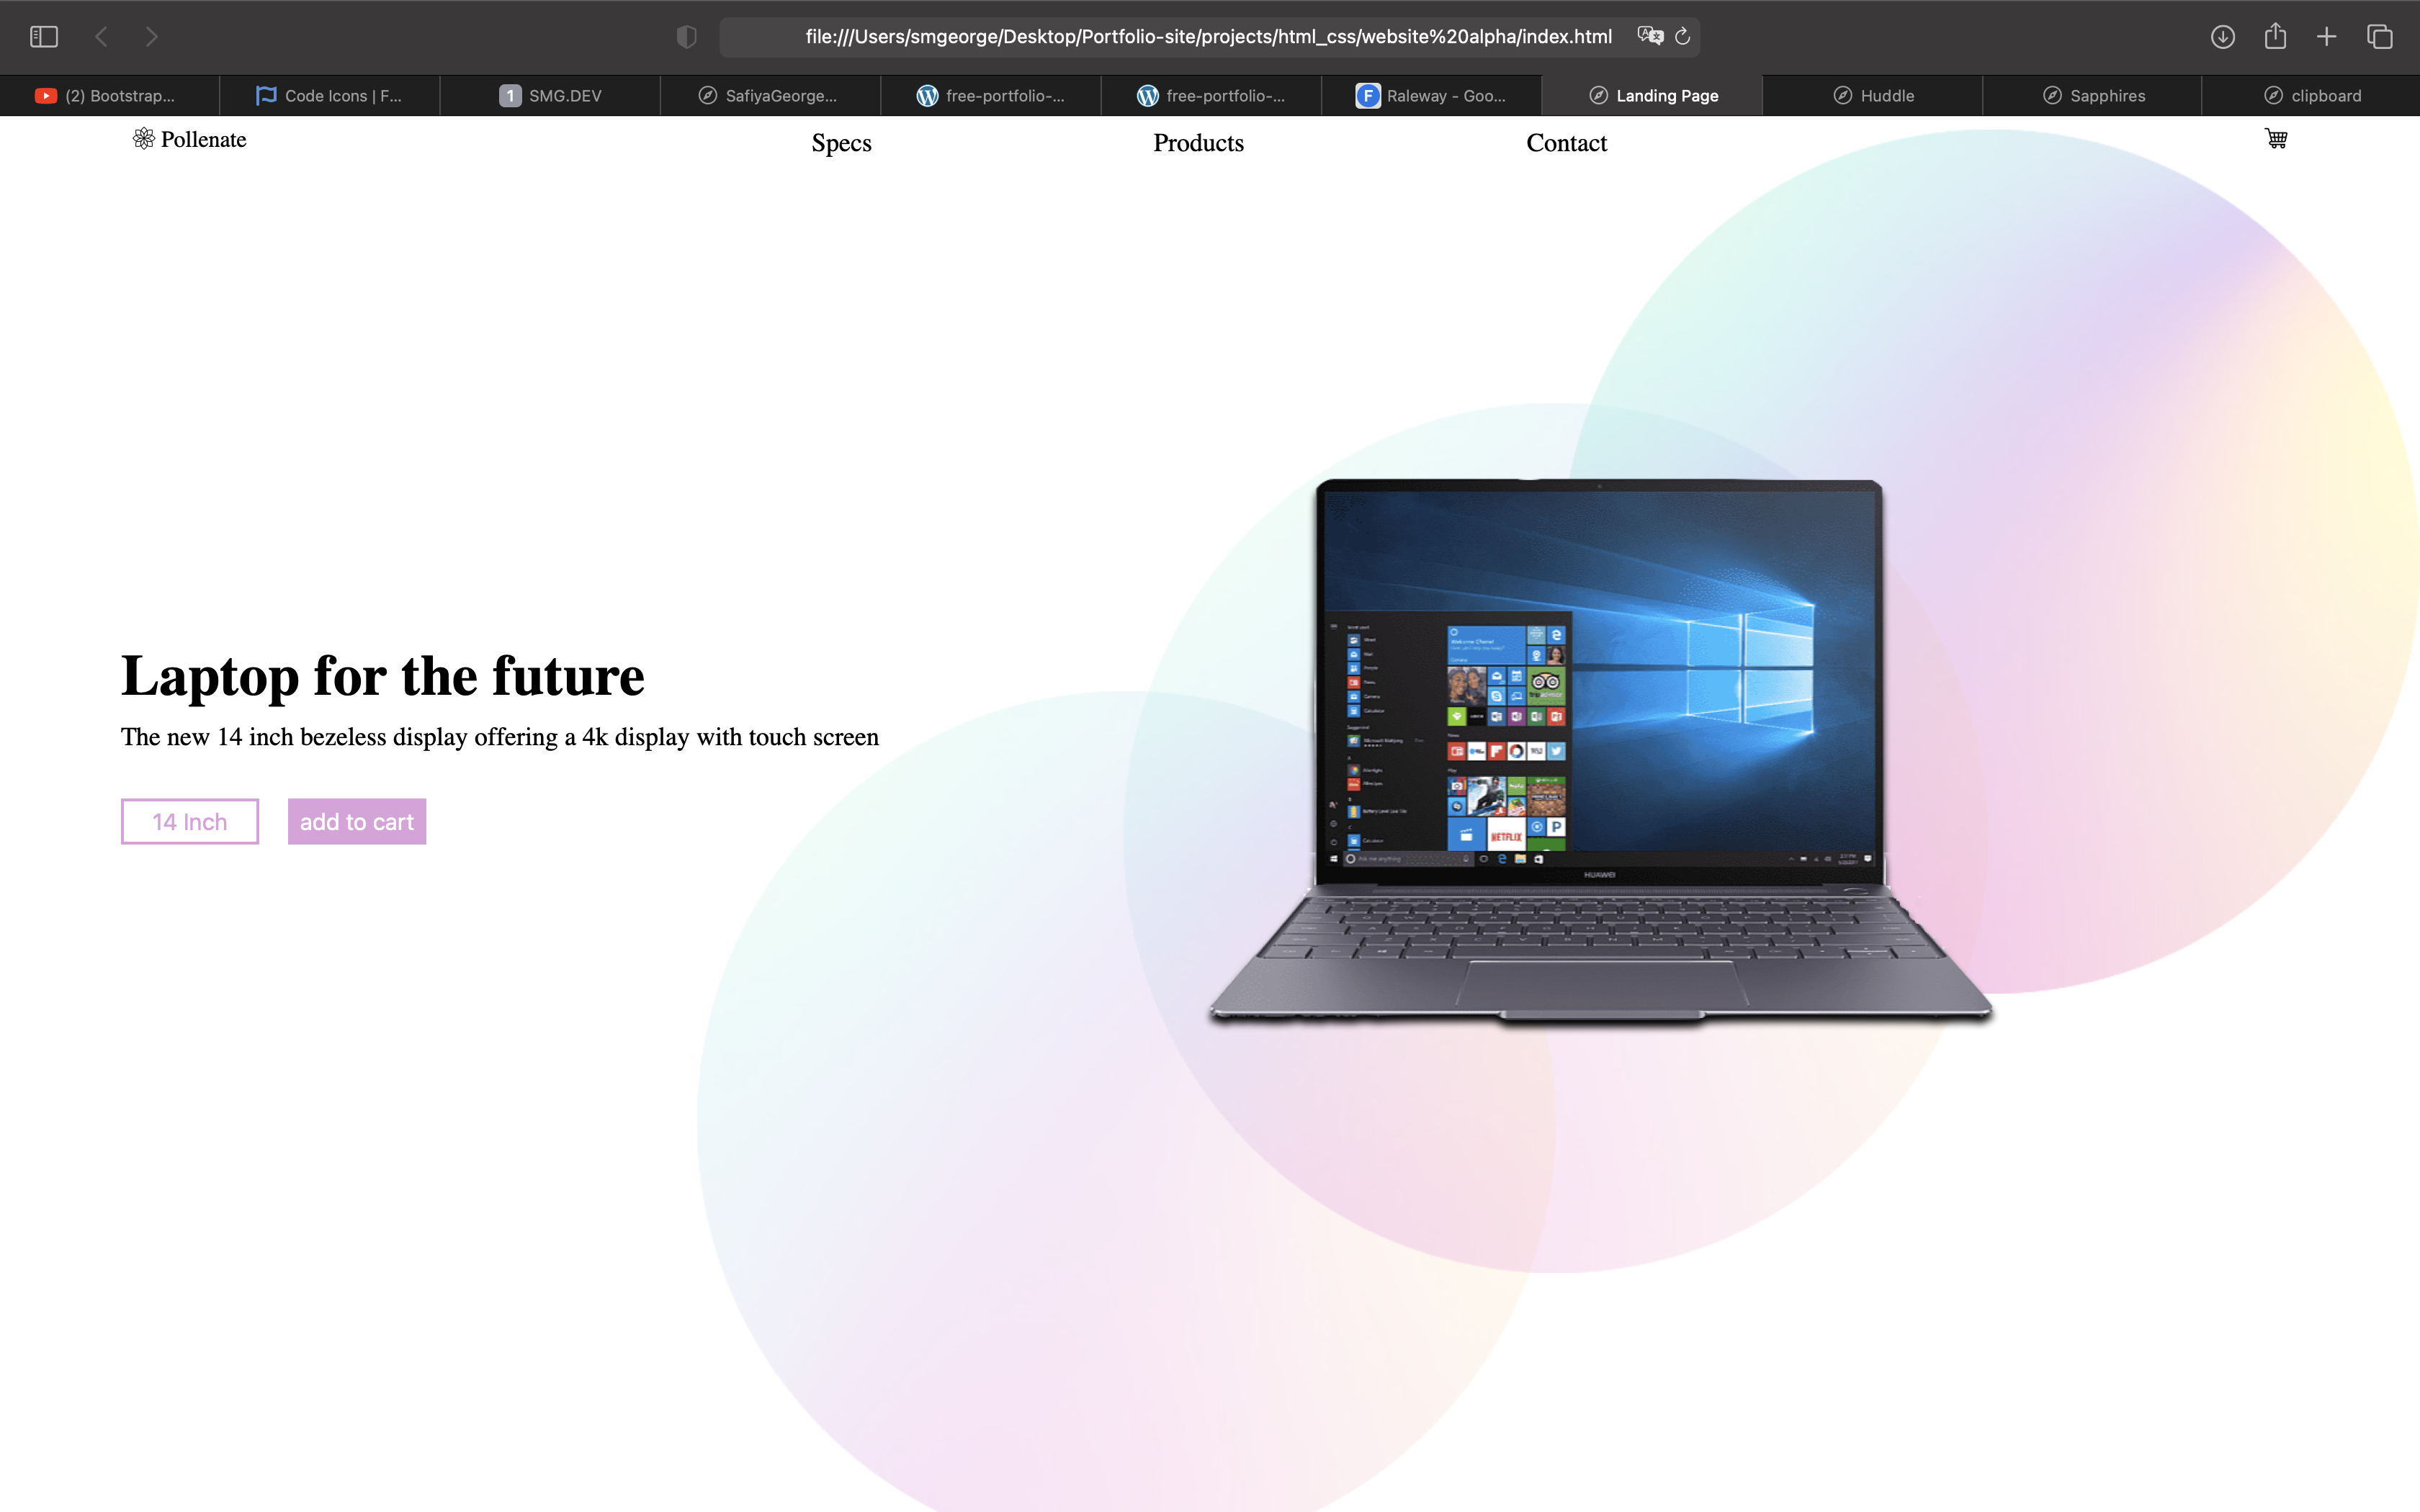 file:///Users/smgeorge/Desktop/Portfolio-site/projects/html_css/website%20alpha/index.html
(2) Bootstrap...
Code Icons | F...
1 SMG.DEV
SafiyaGeorge...
free-portfolio-...
free-portfolio-...
F Raleway - Goo...
Landing Page
Huddle
Sapphires
clipboard
Pollenate
Specs
Products
Contact
Laptop for the future
The new 14 inch bezeless display offering a 4k display with touch screen
14 Inch
add to cart
NETFLIX
HUAWEI